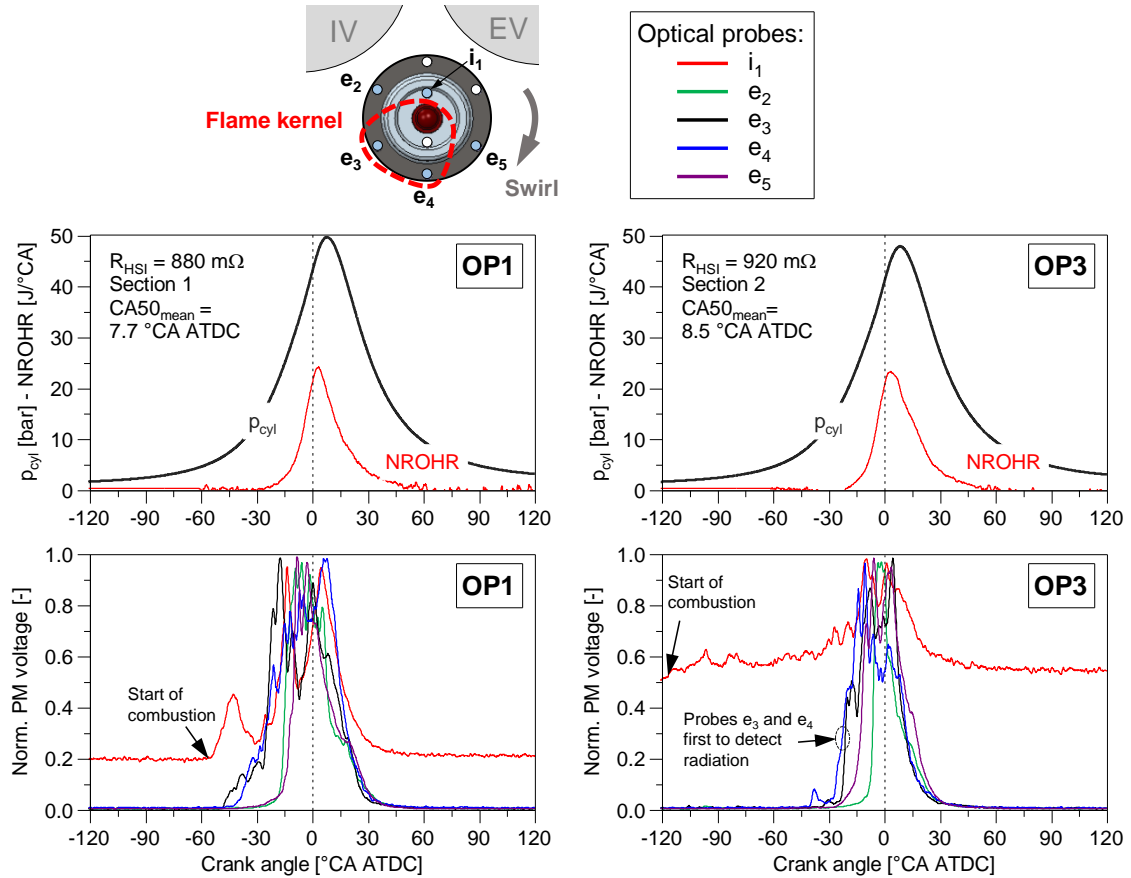 IV
EV
i1
e2
Flame kernel
e3
e5
e4
Swirl
Optical probes:
i1
e2
e3
e4
e5
pcyl [bar] - NROHR [J/°CA]
50
40
30
20
10
0
RHSI = 880 mΩ
Section 1
CA50mean =
7.7 °CA ATDC
OP1
pcyl
NROHR
-120 -90 -60 -30 0 30 60 90 120
pcyl [bar] - NROHR [J/°CA]
50
40
30
20
10
0
RHSI = 920 mΩ
Section 2
CA50mean =
8.5 °CA ATDC
OP3
pcyl
NROHR
-120 -90 -60 -30 0 30 60 90 120
Norm. PM voltage [-]
1.0
0.8
0.6
0.4
0.2
0.0
OP1
Start of
combustion
-120 -90 -60 -30 0 30 60 90 120
Crank angle [°CA ATDC]
Norm. PM voltage [-]
1.0
0.8
0.6
0.4
0.2
0.0
Start of
combustion
OP3
Probes e3 and e4
first to detect
radiation
-120 -90 -60 -30 0 30 60 90 120
Crank angle [°CA ATDC]